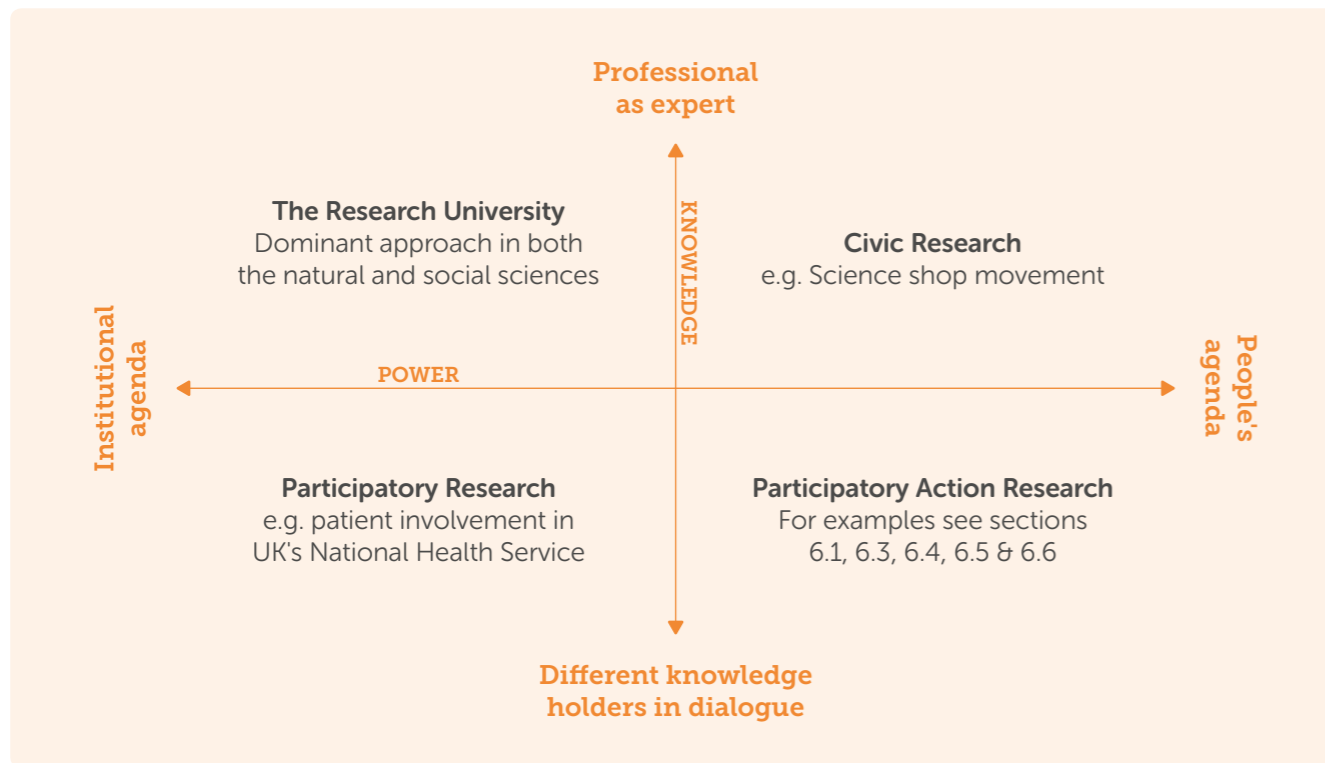 Professional
as expert
KNOWLEDGE
The Research University
Dominant approach in both
the natural and social sciences
Civic Research
e.g. Science shop movement
Institutional
agenda
POWER
People's
agenda
Participatory Research
e.g. patient involvement in
UK's National Health Service
Participatory Action Research
For examples see sections
6.1, 6.3, 6.4, 6.5 & 6.6
Different knowledge
holders in dialogue